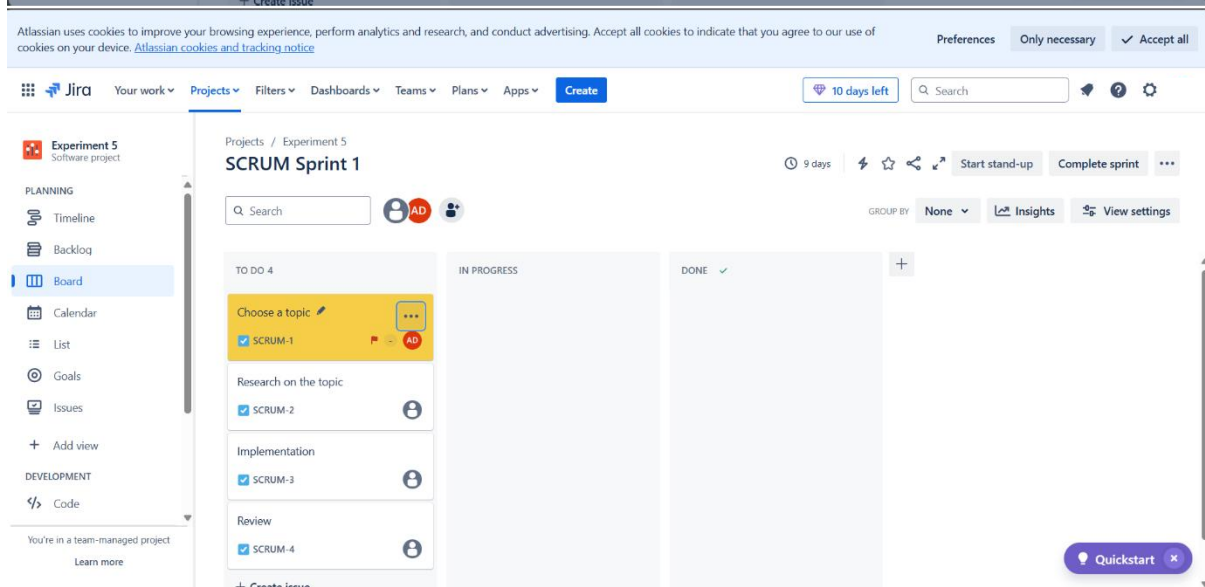 + Create issue
Atlassian uses cookies to improve your browsing experience, perform analytics and research, and conduct advertising. Accept all cookies to indicate that you agree to our use of
cookies on your device. Atlassian cookies and tracking notice
Preferences
Only necessary
Accept all
Jira
Your work
Projects
Filters
Dashboards
Teams
Plans
Apps
Create
10 days left
Search
Experiment 5
Software project
PLANNING
Timeline
Backlog
Board
Calendar
List
Goals
Issues
+ Add view
DEVELOPMENT
</> Code
You're in a team-managed project
Learn more
Projects / Experiment 5
SCRUM Sprint 1
9 days
Start stand-up
Complete sprint
Search
AD
GROUP BY
None
Insights
View settings
TO DO 4
IN PROGRESS
DONE
Choose a topic
SCRUM-1
AD
Research on the topic
SCRUM-2
Implementation
SCRUM-3
Review
SCRUM-4
+ Create issue
Quickstart